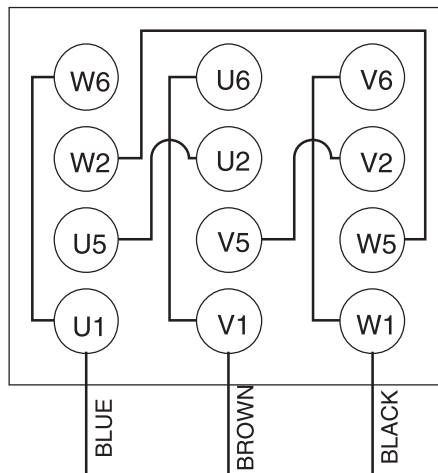 W6 U6 V6
W2 U2 V2
U5 V5 W5
U1 V1 W1
BLUE
BROWN
BLACK